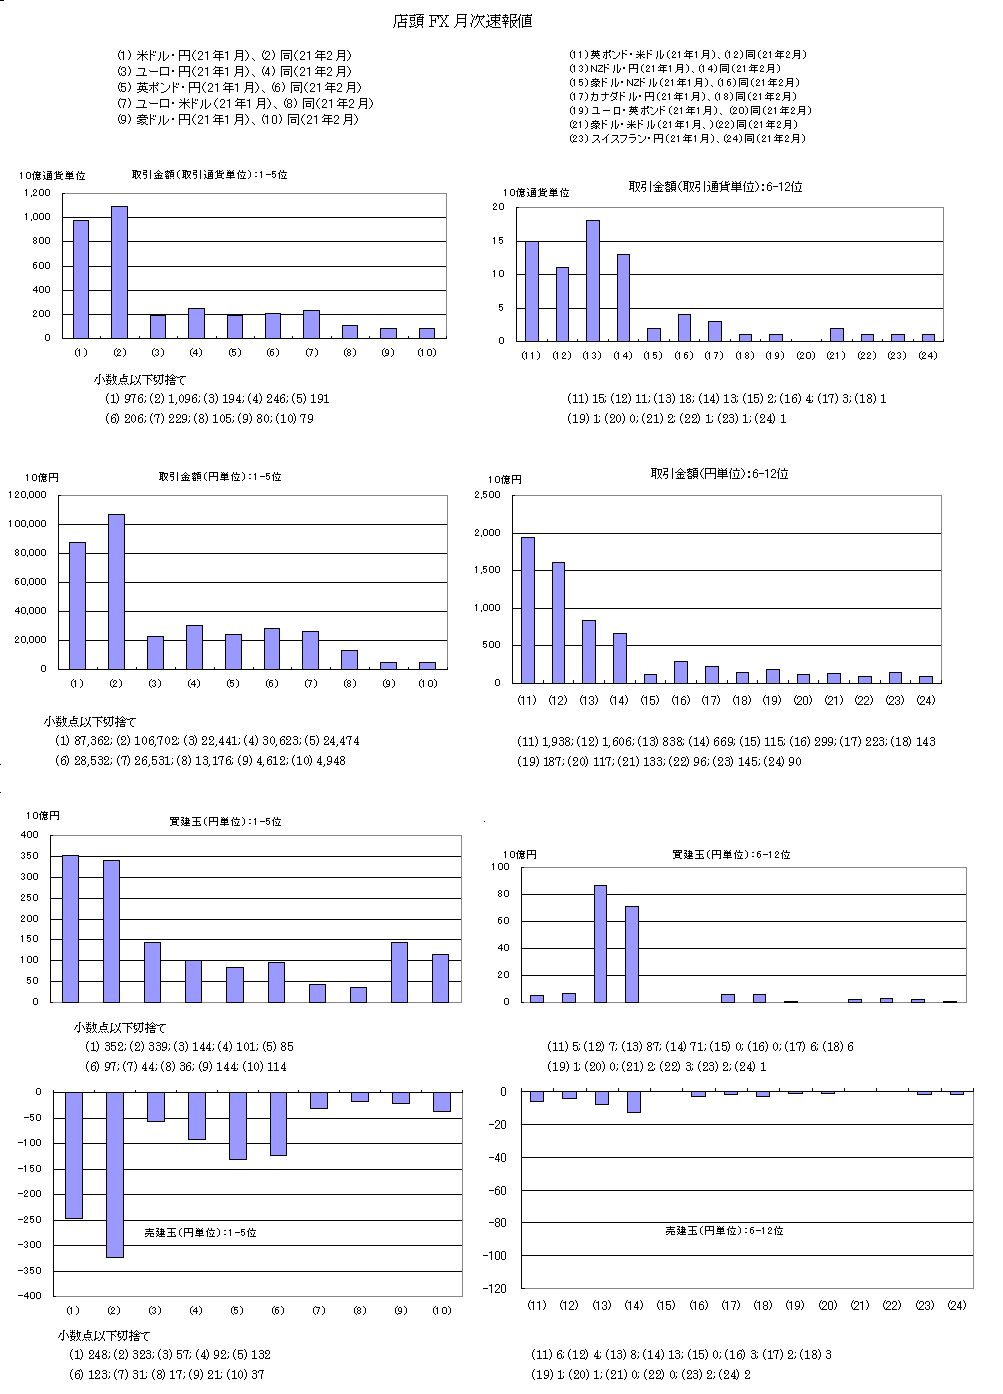 店頭FX月次速報値
(1) 米ドル・円(21年1月)、(2) 同(21年2月)
(3) ユーロ・円(21年1月)、(4) 同(21年2月)
(5) 英ポンド・円(21年1月)、(6) 同(21年2月)
(7) ユーロ・米ドル(21年1月)、(8) 同(21年2月)
(9) 豪ドル・円(21年1月)、(10) 同(21年2月)
(11)英ポンド・米ドル(21年1月)、(12)同(21年2月)
(13)NZドル・円(21年1月)、(14)同(21年2月)
(15)豪ドル・NZドル(21年1月)、(16)同(21年2月)
(17)カナダドル・円(21年1月)、(18)同(21年2月)
(19)ユーロ・英ポンド(21年1月)、(20)同(21年2月)
(21)豪ドル・米ドル(21年1月、)(22)同(21年2月)
(23)スイスフラン・円(21年1月)、(24)同(21年2月)
10億通貨単位
取引金額(取引通貨単位):1-5位
1,200
1,000
800
600
400
200
0
(1) (2) (3) (4) (5) (6) (7) (8) (9) (10)
小数点以下切捨て
(1) 976; (2) 1,096; (3) 194; (4) 246; (5) 191
(6) 206; (7) 229; (8) 105; (9) 80; (10) 79
10億通貨単位
取引金額(取引通貨単位):6-12位
20
15
10
5
0
(11) (12) (13) (14) (15) (16) (17) (18) (19) (20) (21) (22) (23) (24)
(11) 15; (12) 11; (13) 18; (14) 13; (15) 2; (16) 4; (17) 3; (18) 1
(19) 1; (20) 0; (21) 2; (22) 1; (23) 1; (24) 1
10億円
取引金額(円単位):1-5位
120,000
100,000
80,000
60,000
40,000
20,000
0
(1) (2) (3) (4) (5) (6) (7) (8) (9) (10)
小数点以下切捨て
(1) 87,362; (2) 106,702; (3) 22,441; (4) 30,623; (5) 24,474
(6) 28,532; (7) 26,531; (8) 13,176; (9) 4,612; (10) 4,948
10億円
取引金額(円単位):6-12位
2,500
2,000
1,500
1,000
500
0
(11) (12) (13) (14) (15) (16) (17) (18) (19) (20) (21) (22) (23) (24)
(11) 1,938; (12) 1,606; (13) 838; (14) 669; (15) 115; (16) 299; (17) 223; (18) 143
(19) 187; (20) 117; (21) 133; (22) 96; (23) 145; (24) 90
10億円
買建玉(円単位):1-5位
400
350
300
250
200
150
100
50
0
小数点以下切捨て
(1) 352; (2) 339; (3) 144; (4) 101; (5) 85
(6) 97; (7) 44; (8) 36; (9) 144; (10) 114
10億円
買建玉(円単位):6-12位
100
80
60
40
20
0
(11) 5; (12) 7; (13) 87; (14) 71; (15) 0; (16) 0; (17) 6; (18) 6
(19) 1; (20) 0; (21) 2; (22) 3; (23) 2; (24) 1
0
-50
-100
-150
-200
-250
-300
-350
-400
売建玉(円単位):1-5位
(1) (2) (3) (4) (5) (6) (7) (8) (9) (10)
小数点以下切捨て
(1) 248; (2) 323; (3) 57; (4) 92; (5) 132
(6) 123; (7) 31; (8) 17; (9) 21; (10) 37
0
-20
-40
-60
-80
-100
-120
売建玉(円単位):6-12位
(11) (12) (13) (14) (15) (16) (17) (18) (19) (20) (21) (22) (23) (24)
(11) 6; (12) 4; (13) 8; (14) 13; (15) 0; (16) 3; (17) 2; (18) 3
(19) 1; (20) 1; (21) 0; (22) 0; (23) 2; (24) 2